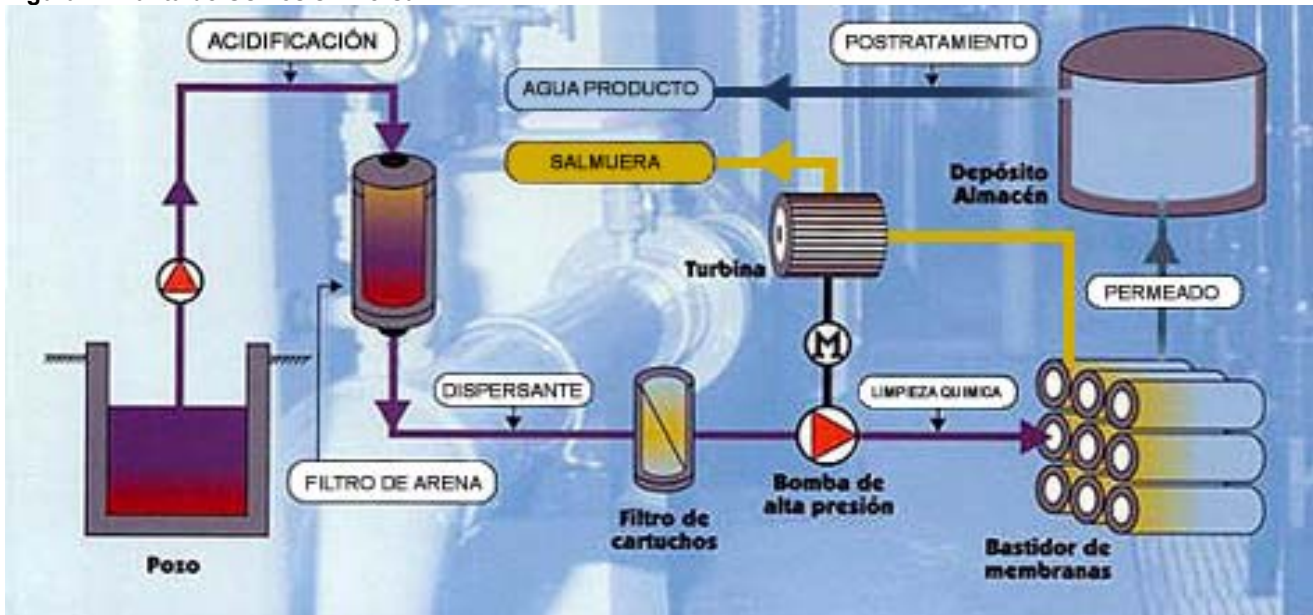 ACIDIFICACIÓN
POSTRATAMIENTO
AGUA PRODUCTO
SALMUERA
Depósito
Almacén
Turbina
PERMEADO
M
DISPERSANTE
LIMPIEZA QUIMICA
FILTRO DE ARENA
Bomba de
alta presión
Filtro de
cartuchos
Pozo
Bastidor de
membranas